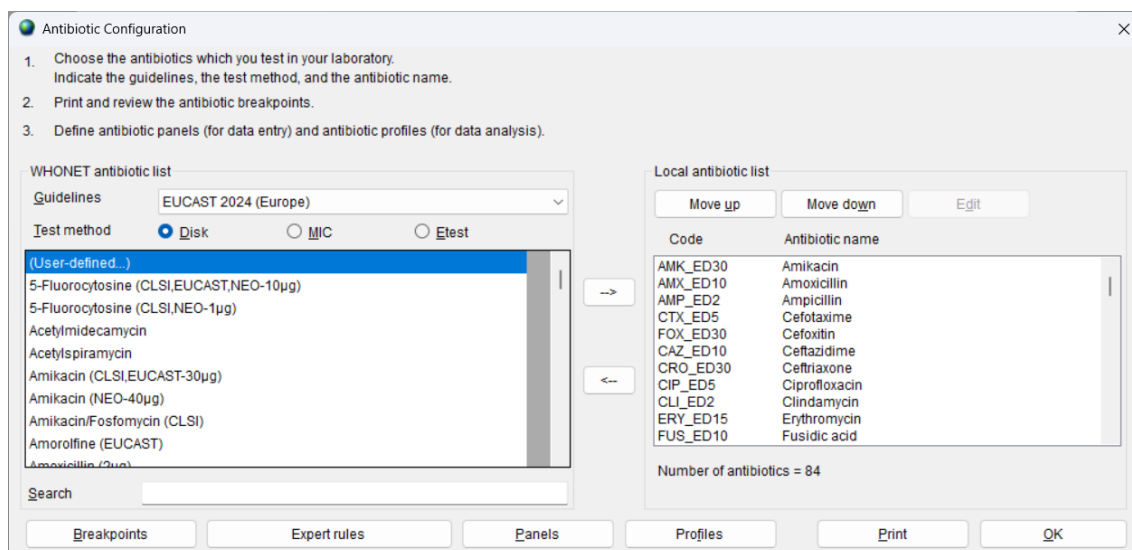 Antibiotic Configuration
1. Choose the antibiotics which you test in your laboratory.
Indicate the guidelines, the test method, and the antibiotic name.
2. Print and review the antibiotic breakpoints.
3. Define antibiotic panels (for data entry) and antibiotic profiles (for data analysis).
WHONET antibiotic list
Guidelines EUCAST 2024 (Europe)
Test method Disk MIC Etest
(User-defined...)
5-Fluorocytosine (CLSI,EUCAST,NEO-10µg)
5-Fluorocytosine (CLSI,NEO-1µg)
Acetylmidecamycin
Acetylspiramycin
Amikacin (CLSI,EUCAST-30µg)
Amikacin (NEO-40µg)
Amikacin/Fosfomycin (CLSI)
Amorolfine (EUCAST)
Amoxicillin (2µg)
Search
-->
<--
Local antibiotic list
Move up Move down Edit
Code Antibiotic name
AMK_ED30 Amikacin
AMX_ED10 Amoxicillin
AMP_ED2 Ampicillin
CTX_ED5 Cefotaxime
FOX_ED30 Cefoxitin
CAZ_ED10 Ceftazidime
CRO_ED30 Ceftriaxone
CIP_ED5 Ciprofloxacin
CLI_ED2 Clindamycin
ERY_ED15 Erythromycin
FUS_ED10 Fusidic acid
Number of antibiotics = 84
Breakpoints Expert rules Panels Profiles Print OK